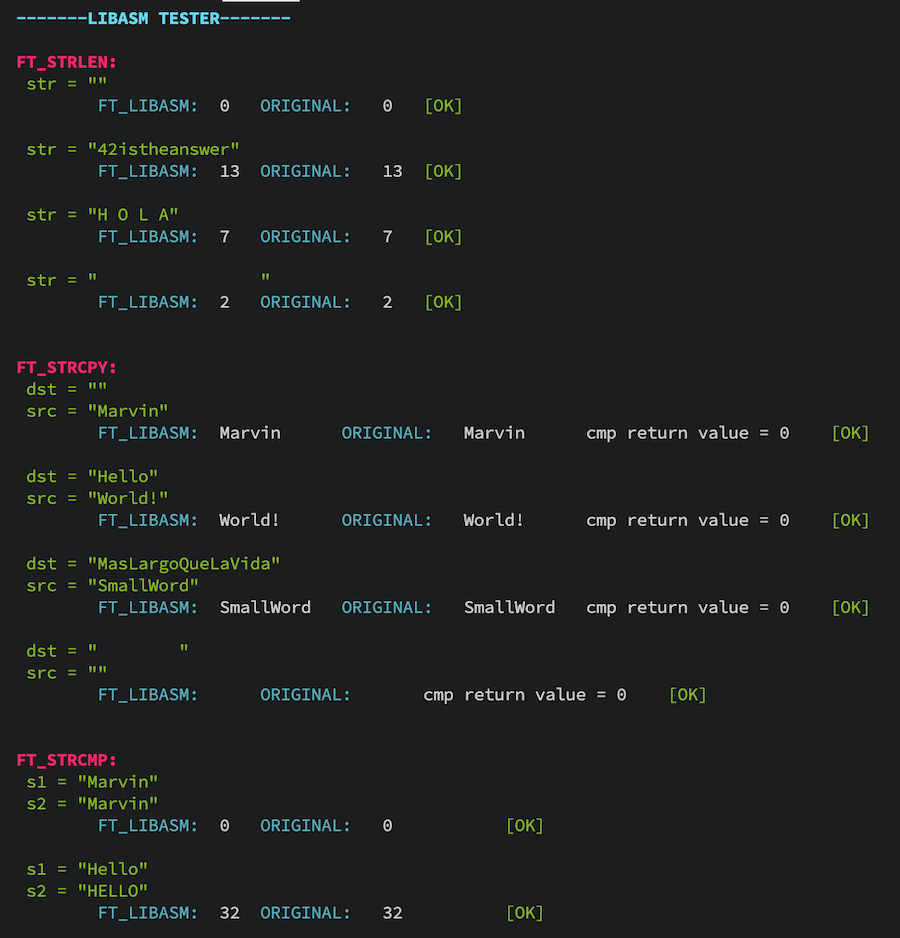 -------LIBASM TESTER-------
FT_STRLEN:
str = ""
FT_LIBASM: 0 ORIGINAL: 0 [OK]
str = "42istheanswer"
FT_LIBASM: 13 ORIGINAL: 13 [OK]
str = "H O L A"
FT_LIBASM: 7 ORIGINAL: 7 [OK]
str = "                "
FT_LIBASM: 2 ORIGINAL: 2 [OK]
FT_STRCPY:
dst = ""
src = "Marvin"
FT_LIBASM: Marvin ORIGINAL: Marvin cmp return value = 0 [OK]
dst = "Hello"
src = "World!"
FT_LIBASM: World! ORIGINAL: World! cmp return value = 0 [OK]
dst = "MasLargoQueLaVida"
src = "SmallWord"
FT_LIBASM: SmallWord ORIGINAL: SmallWord cmp return value = 0 [OK]
dst = "        "
src = ""
FT_LIBASM: ORIGINAL: cmp return value = 0 [OK]
FT_STRCMP:
s1 = "Marvin"
s2 = "Marvin"
FT_LIBASM: 0 ORIGINAL: 0 [OK]
s1 = "Hello"
s2 = "HELLO"
FT_LIBASM: 32 ORIGINAL: 32 [OK]